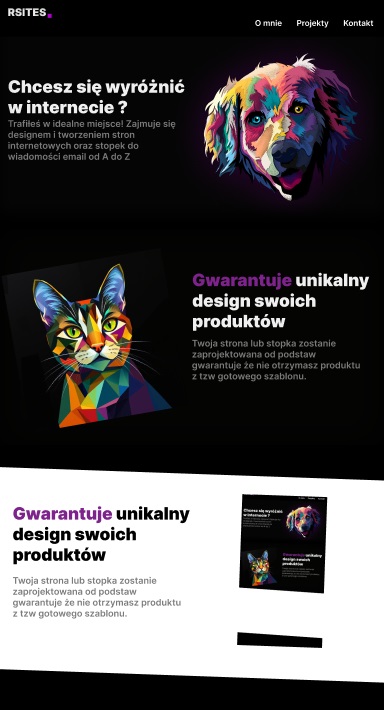 RSITES.
O mnie Projekty Kontakt
Chcesz się wyróżnić
w internecie ?
Trafiłeś w idealne miejsce! Zajmuje się
designem i tworzeniem stron
internetowych oraz stopek do
wiadomości email od A do Z
Gwarantuje unikalny
design swoich
produktów
Twoja strona lub stopka zostanie
zaprojektowana od podstaw
gwarantuje że nie otrzymasz produktu
z tzw gotowego szablonu.
Gwarantuje unikalny
design swoich
produktów
Twoja strona lub stopka zostanie
zaprojektowana od podstaw
gwarantuje że nie otrzymasz produktu
z tzw gotowego szablonu.
Chcesz się wyróżnić
w internecie ?
Gwarantuje unikalny
design swoich
produktów